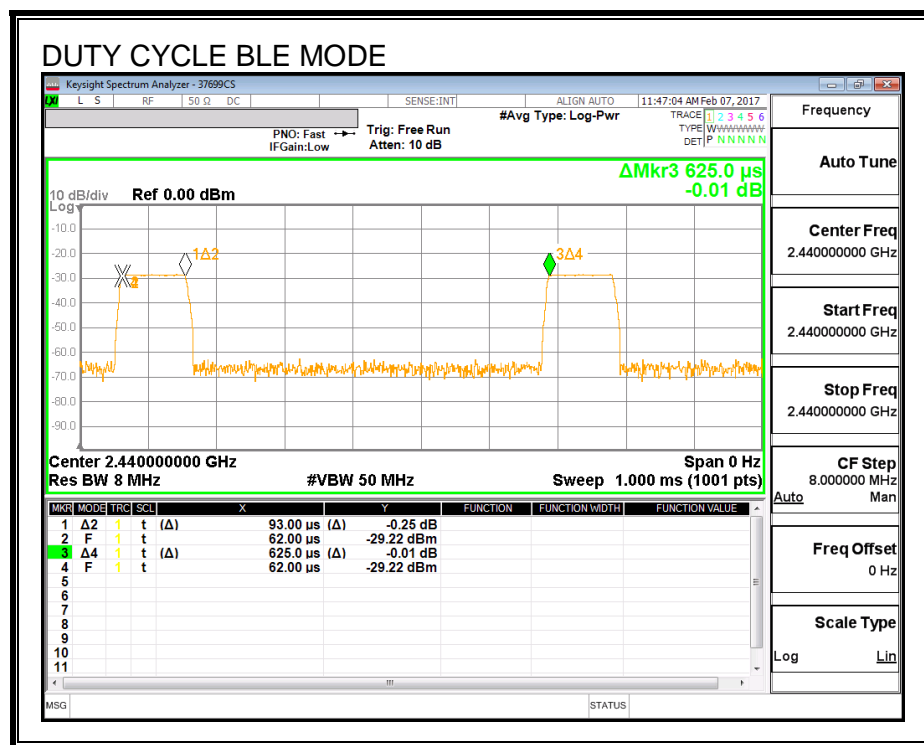 DUTY CYCLE BLE MODE
Keysight Spectrum Analyzer - 37699CS
LXI L S RF 50 Ω DC SENSE:INT ALIGN AUTO 11:47:04 AM Feb 07, 2017
#Avg Type: Log-Pwr TRACE 1 2 3 4 5 6
PNO: Fast Trig: Free Run TYPE WWWWWW
IFGain:Low Atten: 10 dB DET P N N N N N
ΔMkr3 625.0 µs
-0.01 dB
10 dB/div Ref 0.00 dBm
Log
-10.0
-20.0
-30.0
-40.0
-50.0
-60.0
-70.0
-80.0
-90.0
1Δ2
3Δ4
Center 2.440000000 GHz Span 0 Hz
Res BW 8 MHz #VBW 50 MHz Sweep 1.000 ms (1001 pts)
MKR MODE TRC SCL X Y FUNCTION FUNCTION WIDTH FUNCTION VALUE
1 Δ2 1 t (Δ) 93.00 µs (Δ) -0.25 dB
2 F 1 t 62.00 µs -29.22 dBm
3 Δ4 1 t (Δ) 625.0 µs (Δ) -0.01 dB
4 F 1 t 62.00 µs -29.22 dBm
5
6
7
8
9
10
11
MSG STATUS
Frequency
Auto Tune
Center Freq
2.440000000 GHz
Start Freq
2.440000000 GHz
Stop Freq
2.440000000 GHz
CF Step
8.000000 MHz
Auto Man
Freq Offset
0 Hz
Scale Type
Log Lin